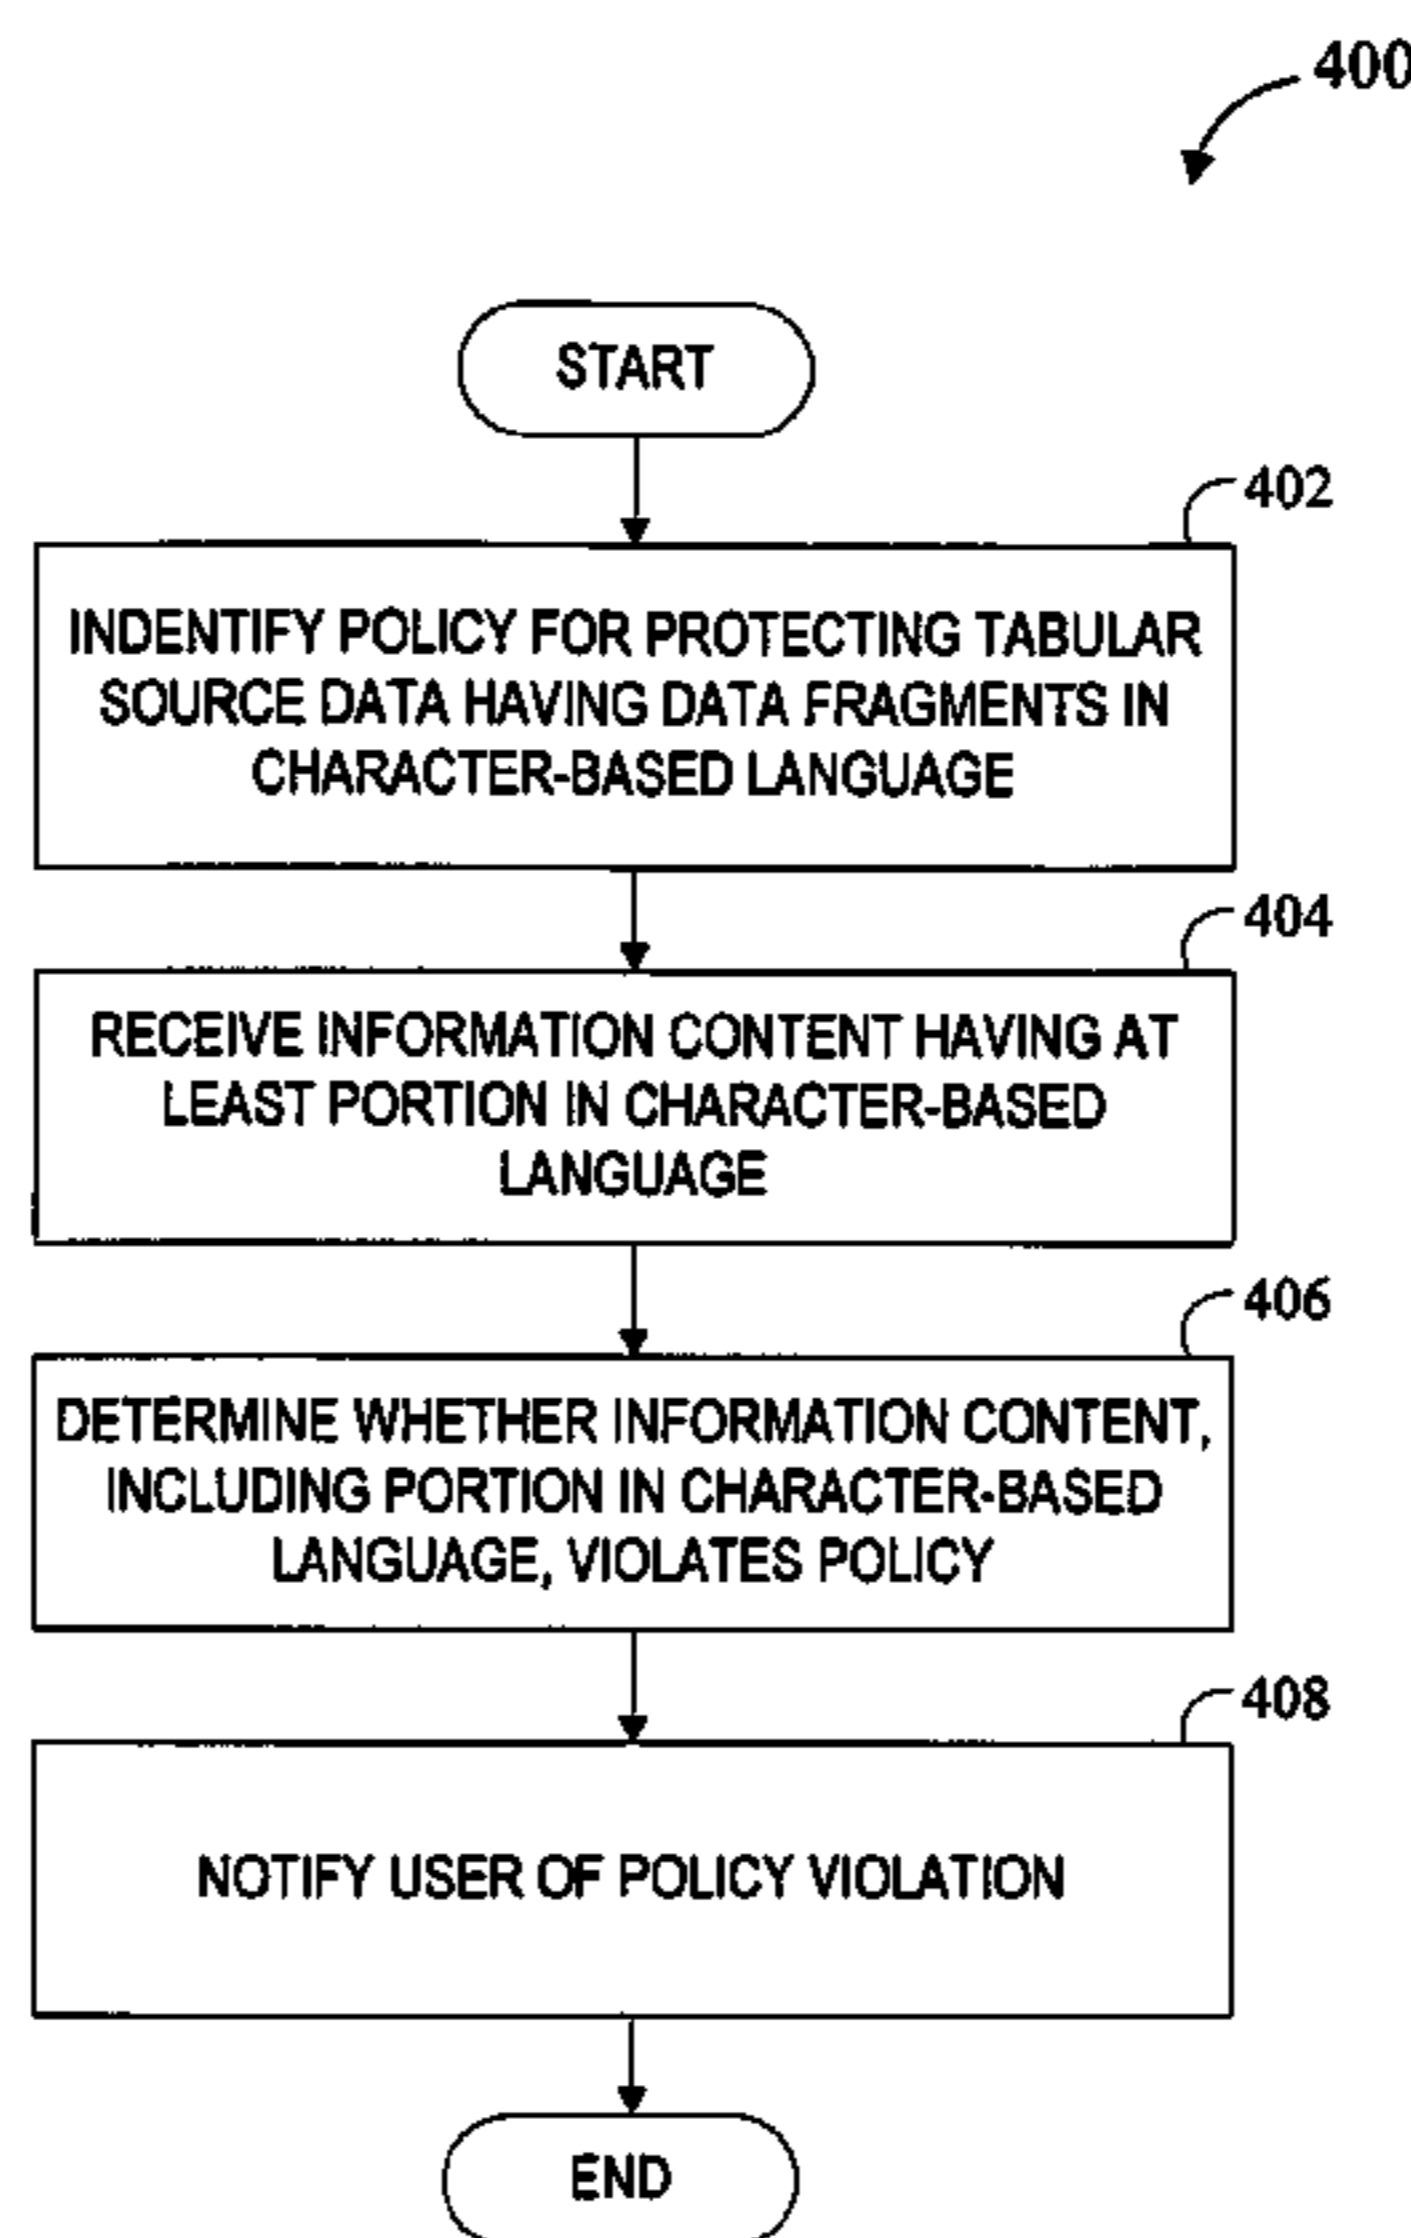 400
START
402
INDENTIFY POLICY FOR PROTECTING TABULAR
SOURCE DATA HAVING DATA FRAGMENTS IN
CHARACTER-BASED LANGUAGE
404
RECEIVE INFORMATION CONTENT HAVING AT
LEAST PORTION IN CHARACTER-BASED
LANGUAGE
406
DETERMINE WHETHER INFORMATION CONTENT,
INCLUDING PORTION IN CHARACTER-BASED
LANGUAGE, VIOLATES POLICY
408
NOTIFY USER OF POLICY VIOLATION
END